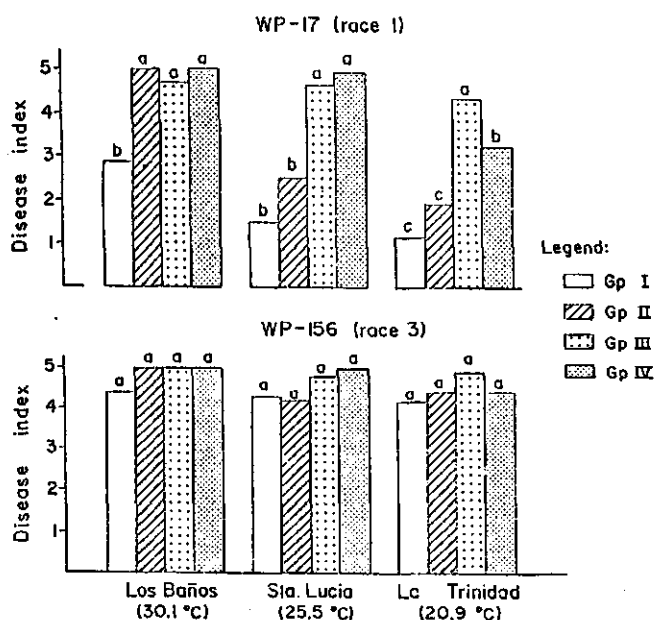 WP-17 (race 1)
Disease index
5
4
3
2
1
b a a a
b b a a
c c a b
Legend:
Gp I
Gp II
Gp III
Gp IV
WP-156 (race 3)
Disease index
5
4
4
2
1
a a a a
a a a a
a a a a
Los Baños
(30.1 °C)
Sta. Lucia
(25.5 °C)
La Trinidad
(20.9 °C)